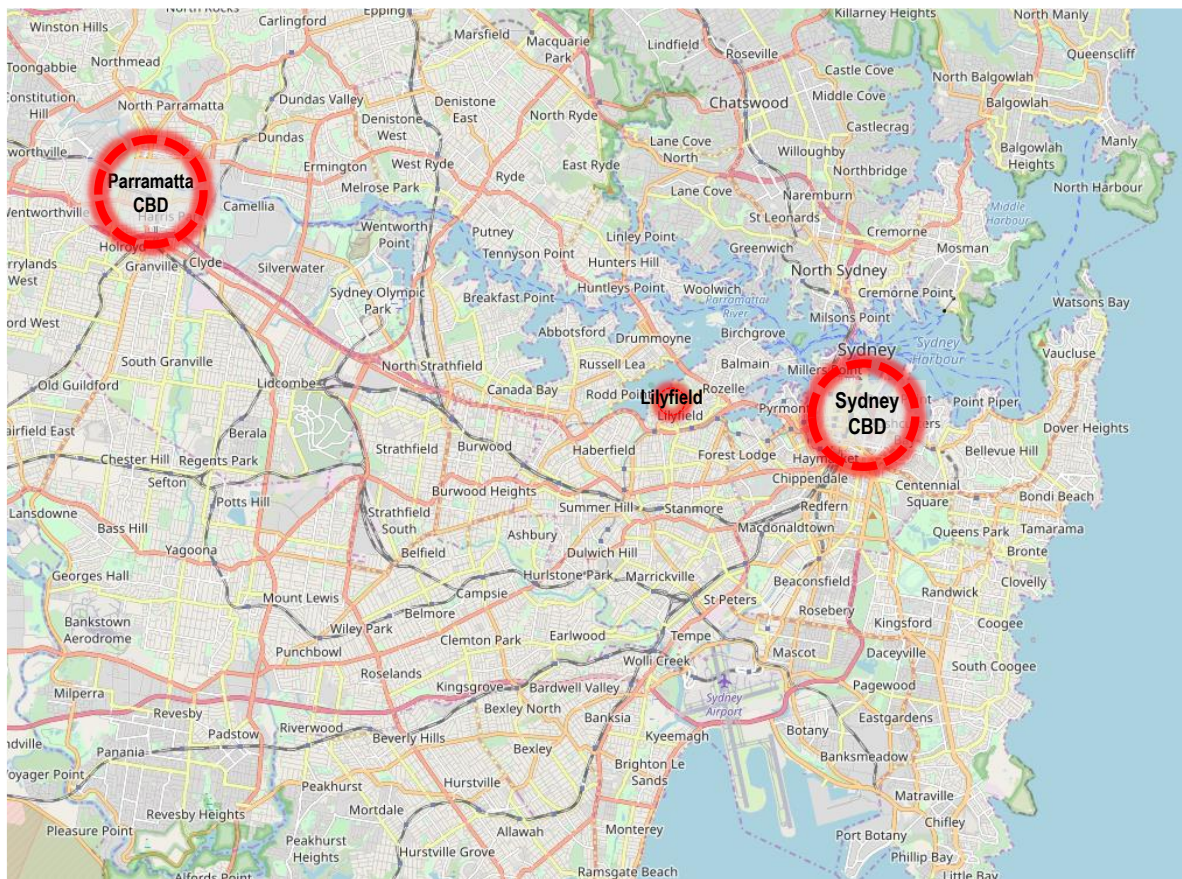 North Rocks
Epping
Killarney Heights
North Manly
Winston Hills
Carlingford
Marsfield
Lindfield
Roseville
Queenscliff
Toongabbie
Northmead
Macquarie
Park
Castle Cove
North Balgowlah
Constitution
Hill
North Parramatta
Dundas Valley
Denistone
East
Chatswood
Middle Cove
Balgowlah
Dundas
Denistone
West
North Ryde
Castlecrag
Manly
Ermington
West Ryde
Ryde
East Ryde
Lane Cove
North
Willoughby
Northbridge
Balgowlah
Heights
Parramatta
CBD
Melrose Park
Lane Cove
Naremburn
North Harbour
Wentworthville
Camellia
St Leonards
Middle
Harbour
Wentworth
Point
Putney
Linley Point
Greenwich
Cremorne
Mosman
Holroyd
Granville
Clyde
Silverwater
Tennyson Point
Hunters Hill
North Sydney
Sydney Olympic
Park
Breakfast Point
Huntleys Point
Woolwich
Cremorne Point
Watsons Bay
Parramatta
River
Milsons Point
Abbotsford
Drummoyne
Birchgrove
Sydney
Sydney
Harbour
Vaucluse
South Granville
North Strathfield
Russell Lea
Balmain
Millers Point
Old Guildford
Lidcombe
Canada Bay
Rodd Point
Lilyfield
Rozelle
Lilyfield
Pyrmont
Sydney
CBD
Point Piper
Dover Heights
Berala
Strathfield
Burwood
Haberfield
Forest Lodge
Haymarket
Bellevue Hill
Chester Hill
Regents Park
Sefton
Chippendale
Centennial
Square
Potts Hill
Burwood Heights
Summer Hill
Stanmore
Redfern
Bondi Beach
Lansdowne
Bass Hill
Strathfield
South
Ashbury
Macdonaldtown
Queens Park
Tamarama
Yagoona
Belfield
Dulwich Hill
Bronte
Georges Hall
Hurlstone Park
Marrickville
Beaconsfield
Clovelly
Mount Lewis
Campsie
St Peters
Randwick
Bankstown
Aerodrome
Belmore
Rosebery
Kingsford
Coogee
Wiley Park
Clemton Park
Earlwood
Tempe
Punchbowl
Mascot
Daceyville
Roselands
Wolli Creek
South Coogee
Milperra
Kingsgrove
Bardwell Valley
Sydney
Airport
Pagewood
Revesby
Riverwood
Bexley North
Banksia
Eastgardens
Padstow
Beverly Hills
Kyeemagh
Botany
Panania
Bexley
Banksmeadow
Voyager Point
Peakhurst
Hurstville
Brighton Le
Sands
Matraville
Revesby Heights
Mortdale
Chifley
Pleasure Point
Peakhurst
Heights
Allawah
Monterey
Port Botany
Hurstville Grove
Phillip Bay
Alfords Point
Ramsgate Beach
Little Bay